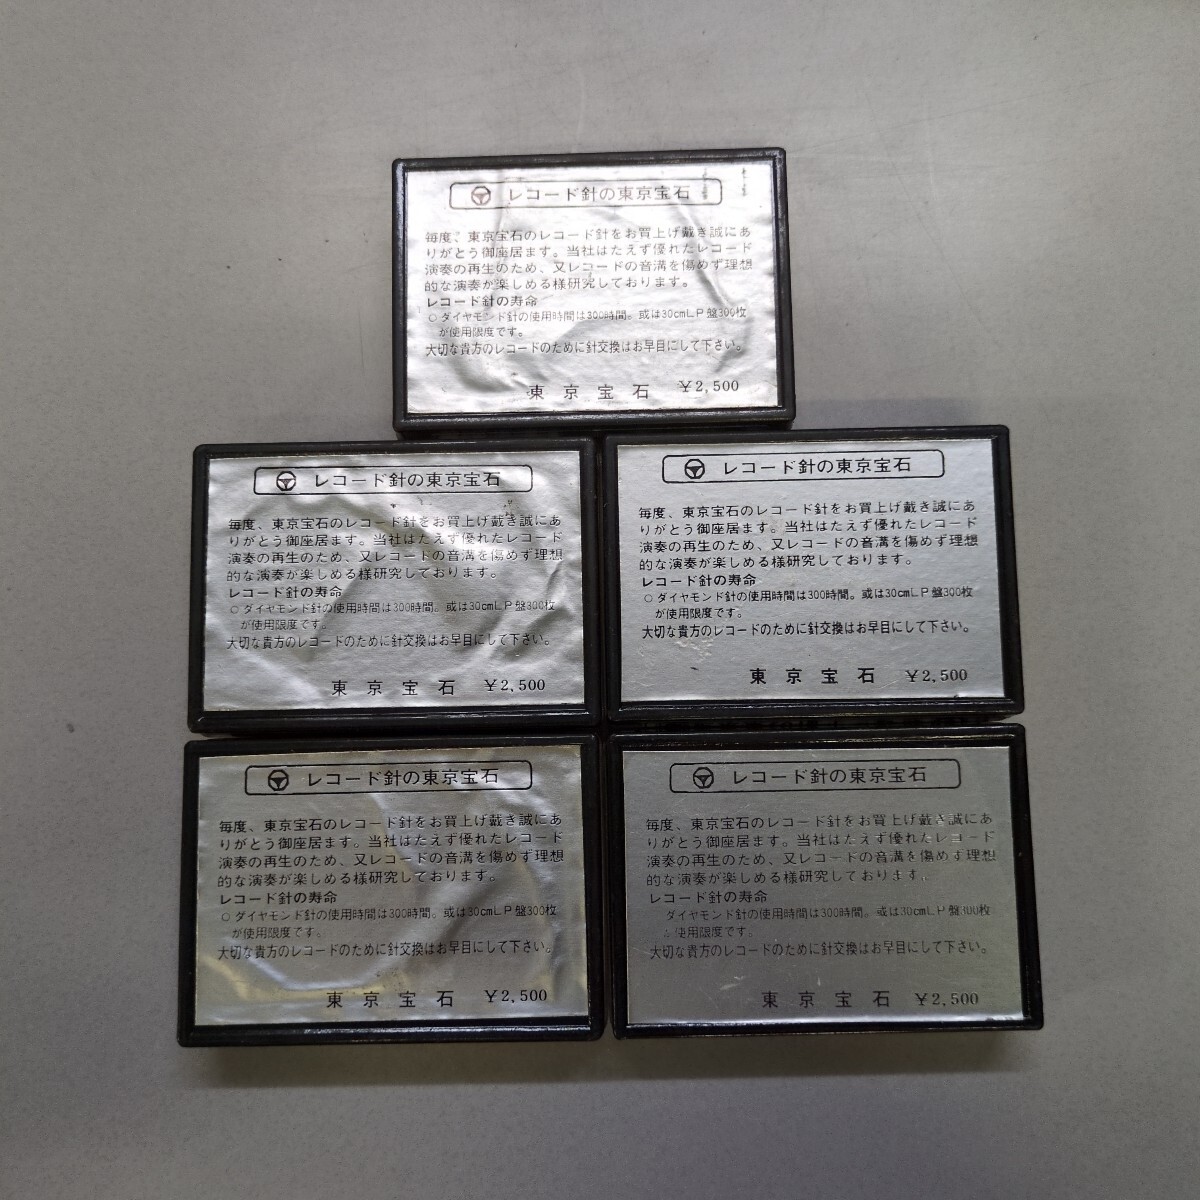 レコード針の東京宝石
毎度、東京宝石のレコード針をお買上げ戴き誠にあ
りがとう御座居ます。当社はたえず優れたレコード
演奏の再生のため、又レコードの音溝を傷めず理想
的な演奏が楽しめる様研究しております。
レコード針の寿命
○ダイヤモンド針の使用時間は300時間。或は30cmLP盤300枚
が使用限度です。
大切な貴方のレコードのために針交換はお早目にして下さい。
東京宝石 ¥2,500
レコード針の東京宝石
毎度、東京宝石のレコード針をお買上げ戴き誠にあ
りがとう御座居ます。当社はたえず優れたレコード
演奏の再生のため、又レコードの音溝を傷めず理想
的な演奏が楽しめる様研究しております。
レコード針の寿命
○ダイヤモンド針の使用時間は300時間。或は30cmLP盤300枚
が使用限度です。
大切な貴方のレコードのために針交換はお早目にして下さい。
東京宝石 ¥2,500
レコード針の東京宝石
毎度、東京宝石のレコード針をお買上げ戴き誠にあ
りがとう御座居ます。当社はたえず優れたレコード
演奏の再生のため、又レコードの音溝を傷めず理想
的な演奏が楽しめる様研究しております。
レコード針の寿命
○ダイヤモンド針の使用時間は300時間。或は30cmLP盤300枚
が使用限度です。
大切な貴方のレコードのために針交換はお早目にして下さい。
東京宝石 ¥2,500
レコード針の東京宝石
毎度、東京宝石のレコード針をお買上げ戴き誠にあ
りがとう御座居ます。当社はたえず優れたレコード
演奏の再生のため、又レコードの音溝を傷めず理想
的な演奏が楽しめる様研究しております。
レコード針の寿命
○ダイヤモンド針の使用時間は300時間。或は30cmLP盤300枚
が使用限度です。
大切な貴方のレコードのために針交換はお早目にして下さい。
東京宝石 ¥2,500
レコード針の東京宝石
毎度、東京宝石のレコード針をお買上げ戴き誠にあ
りがとう御座居ます。当社はたえず優れたレコード
演奏の再生のため、又レコードの音溝を傷めず理想
的な演奏が楽しめる様研究しております。
レコード針の寿命
ダイヤモンド針の使用時間は300時間。或は30cmLP盤300枚
が使用限度です。
大切な貴方のレコードのために針交換はお早目にして下さい。
東京宝石 ¥2,500